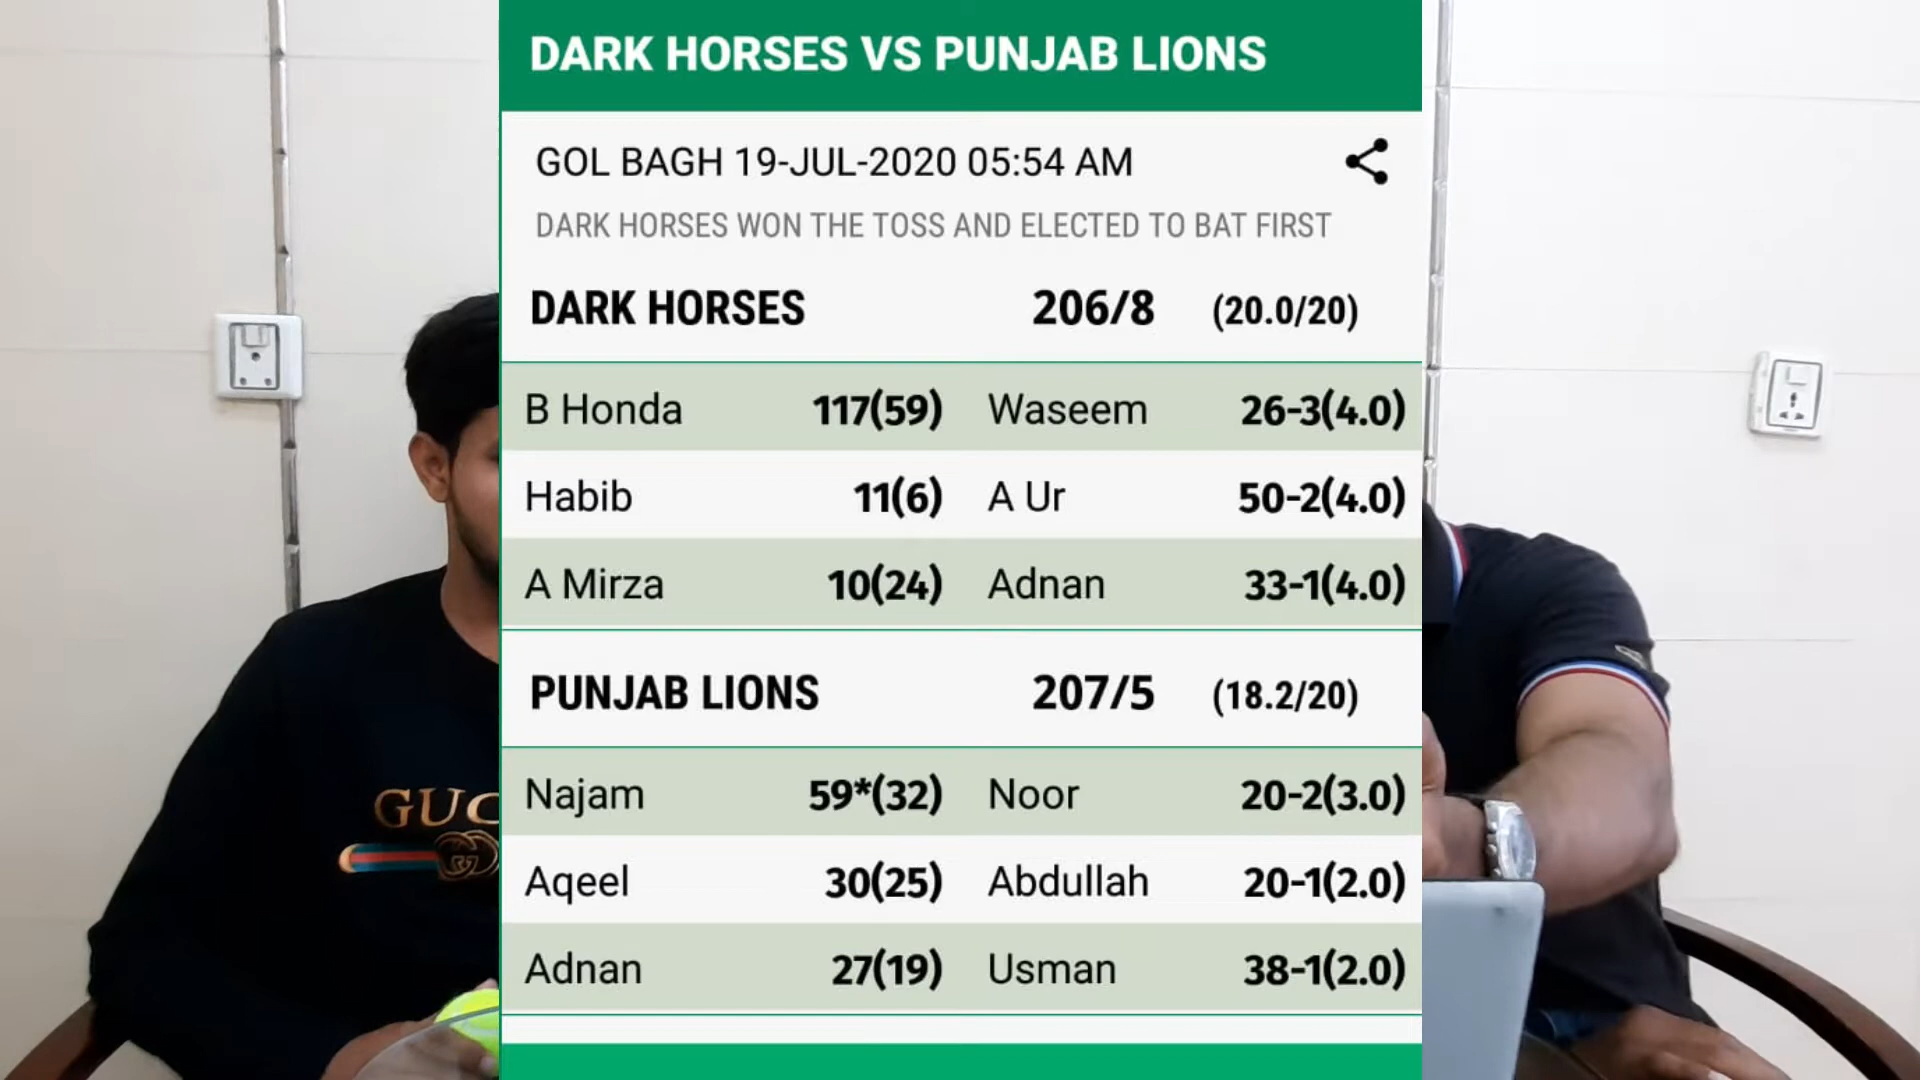 DARK HORSES VS PUNJAB LIONS
GOL BAGH 19-JUL-2020 05:54 AM
DARK HORSES WON THE TOSS AND ELECTED TO BAT FIRST
DARK HORSES 206/8 (20.0/20)
B Honda 117(59) Waseem 26-3(4.0)
Habib 11(6) A Ur 50-2(4.0)
A Mirza 10(24) Adnan 33-1(4.0)
PUNJAB LIONS 207/5 (18.2/20)
Najam 59*(32) Noor 20-2(3.0)
Aqeel 30(25) Abdullah 20-1(2.0)
Adnan 27(19) Usman 38-1(2.0)
GUC